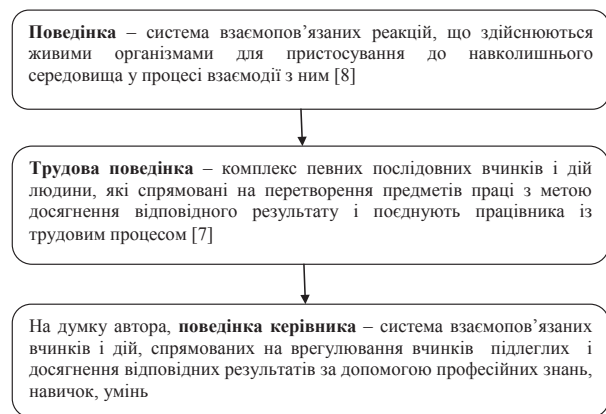 Поведінка – система взаємопов’язаних реакцій, що здійснюються
живими організмами для пристосування до навколишнього
середовища у процесі взаємодії з ним [8]
Трудова поведінка – комплекс певних послідовних вчинків і дій
людини, які спрямовані на перетворення предметів праці з метою
досягнення відповідного результату і поєднують працівника із
трудовим процесом [7]
На думку автора, поведінка керівника – система взаємопов’язаних
вчинків і дій, спрямованих на врегулювання вчинків підлеглих і
досягнення відповідних результатів за допомогою професійних знань,
навичок, умінь